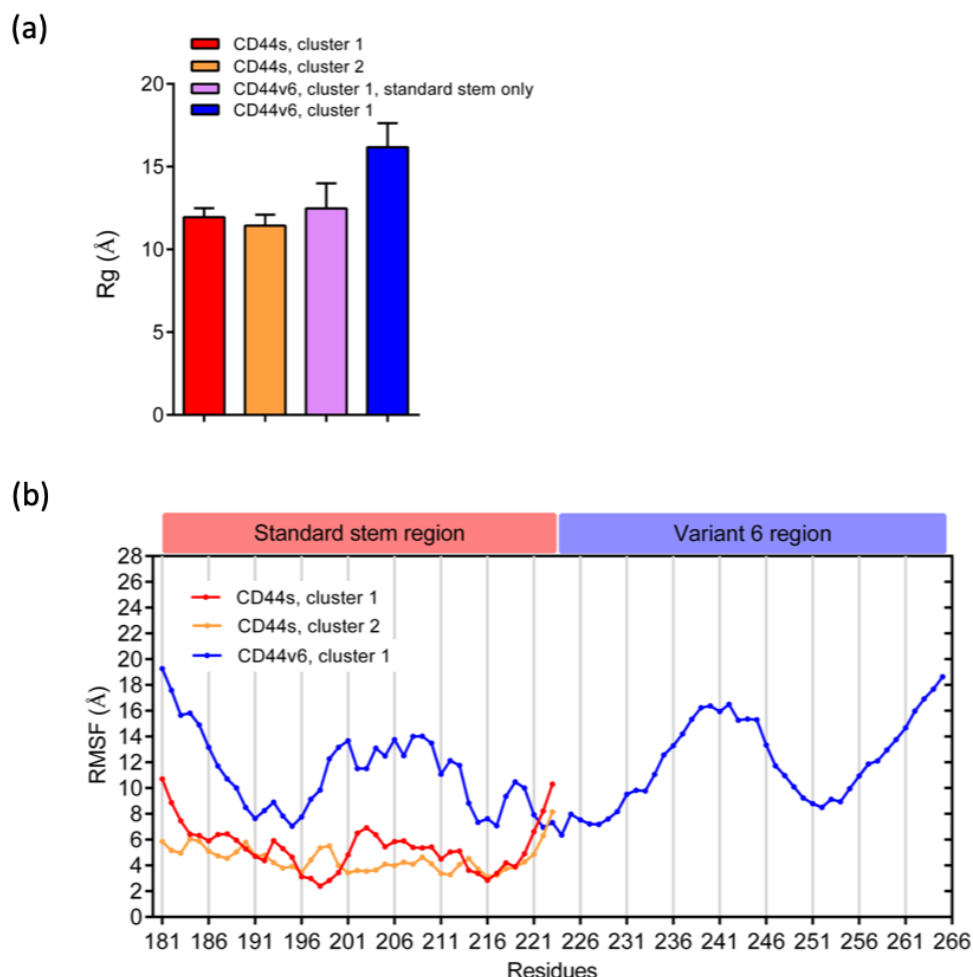 (a)
CD44s, cluster 1
CD44s, cluster 2
CD44v6, cluster 1, standard stem only
CD44v6, cluster 1
20
15
10
5
0
Rg (Å)
(b)
Standard stem region Variant 6 region
28
26
24
22
20
18
16
14
12
10
8
6
4
2
0
RMSF (Å)
CD44s, cluster 1
CD44s, cluster 2
CD44v6, cluster 1
181 186 191 196 201 206 211 216 221 226 231 236 241 246 251 256 261 266
Residues